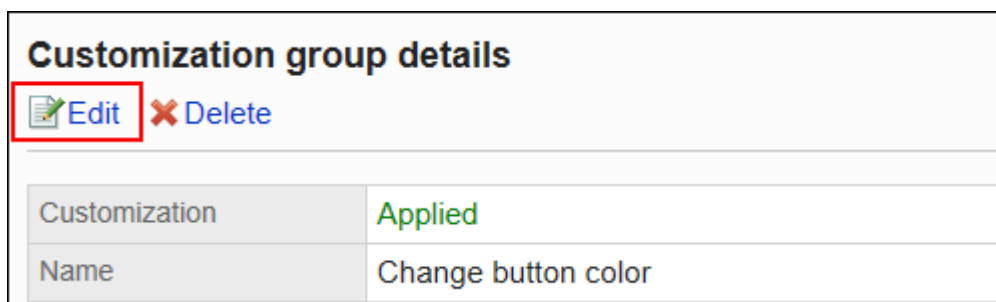 Customization group details
Edit Delete
Customization Applied
Name Change button color